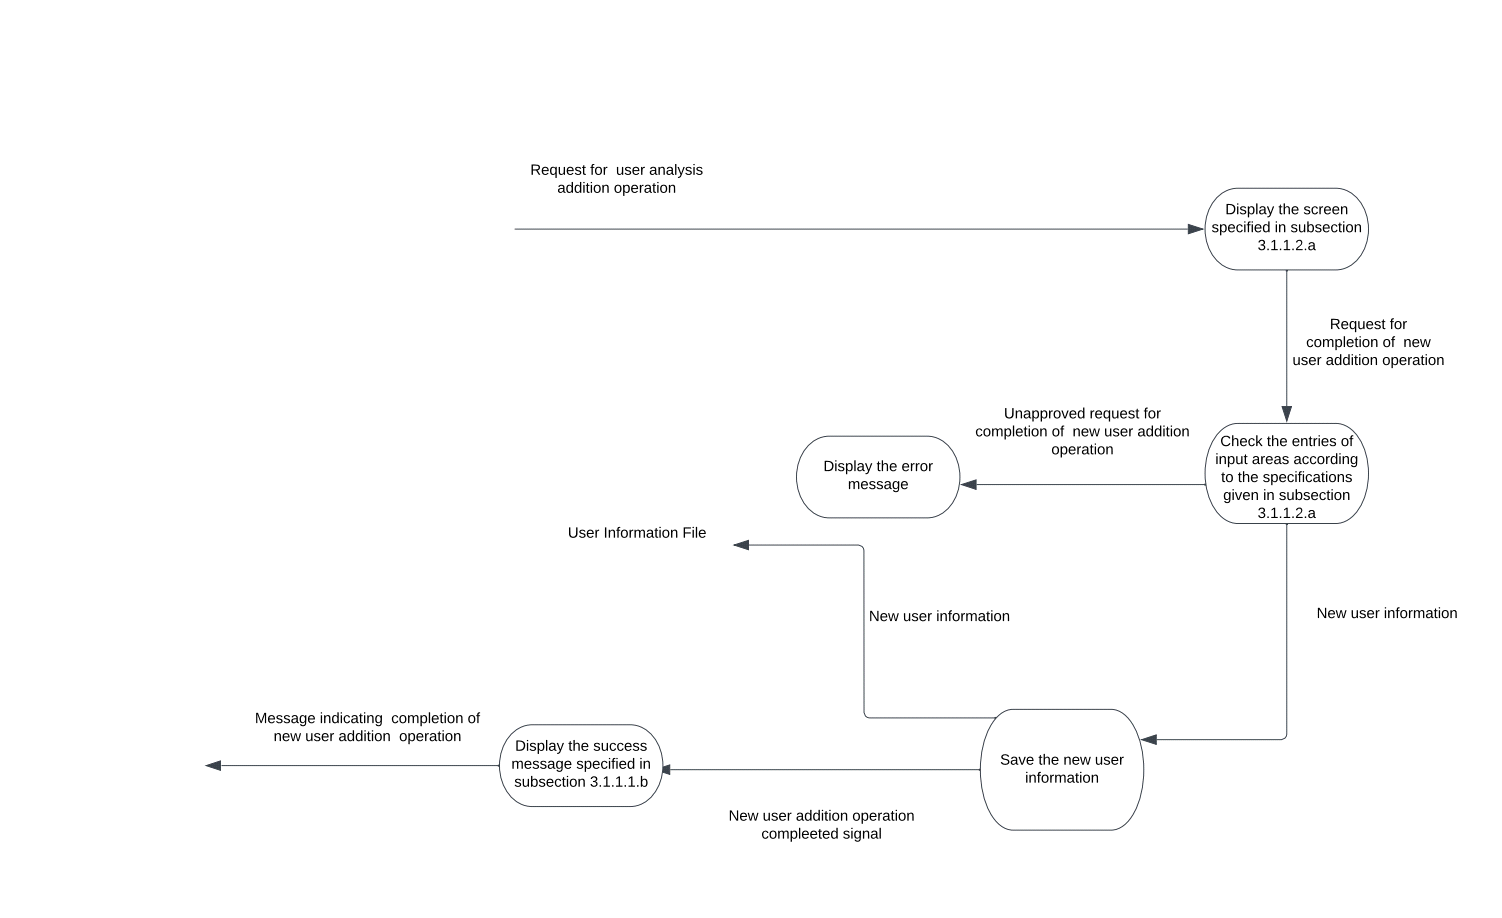 Request for  user analysis
addition operation
Display the screen
specified in subsection
3.1.1.2.a
Request for
completion of  new
user addition operation
Unapproved request for
completion of  new user addition
operation
Check the entries of
input areas according
to the specifications
given in subsection
3.1.1.2.a
Display the error
message
User Information File
New user information
New user information
Message indicating  completion of
new user addition  operation
Display the success
message specified in
subsection 3.1.1.1.b
Save the new user
information
New user addition operation
compleeted signal